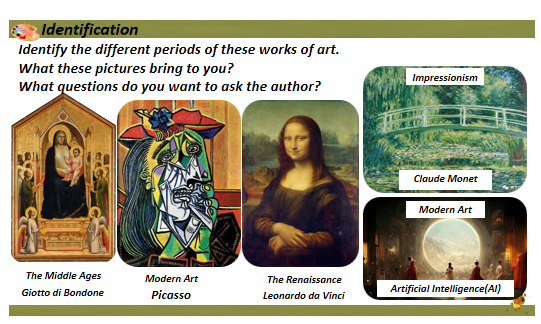 Identification
Identify the different periods of these works of art.
What these pictures bring to you?
What questions do you want to ask the author?
The Middle Ages
Giotto di Bondone
Modern Art
Picasso
The Renaissance
Leonardo da Vinci
Impressionism
Claude Monet
Modern Art
Artificial Intelligence(AI)